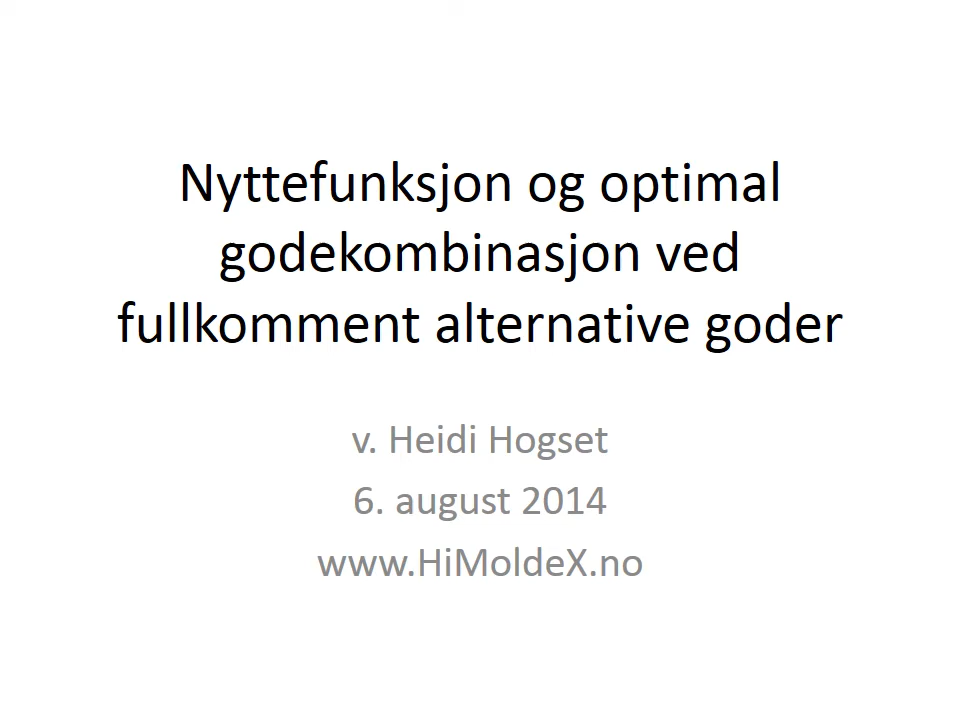 Nyttefunksjon og optimal
godekombinasjon ved
fullkomment alternative goder
v. Heidi Hogset
6. august 2014
www.HiMoldeX.no